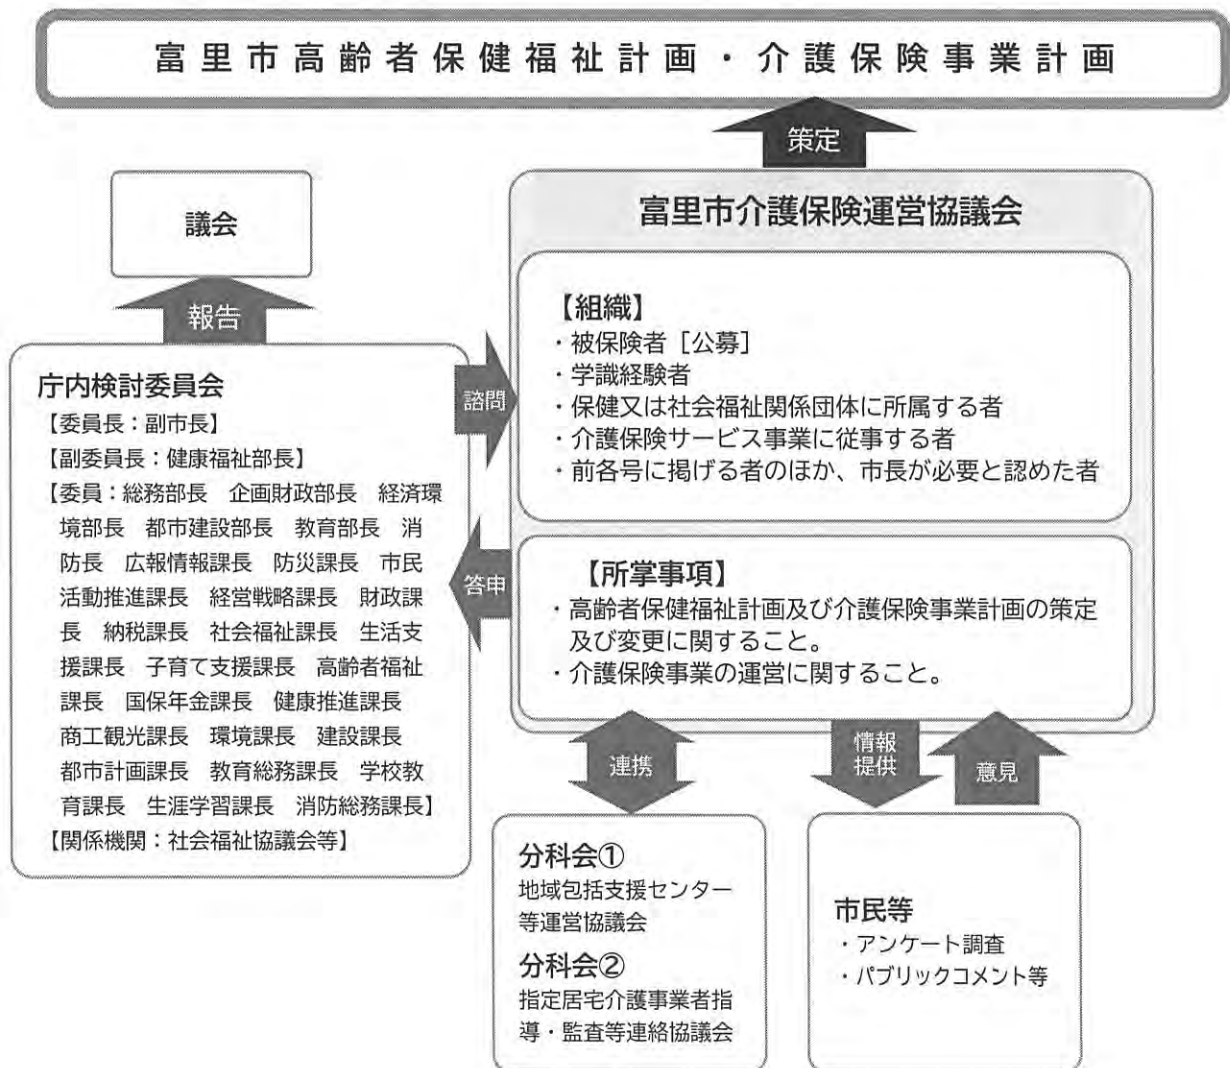 富里市高齢者保健福祉計画・介護保険事業計画
策定
議会
報告
庁内検討委員会
【委員長：副市長】
【副委員長：健康福祉部長】
【委員：総務部長　企画財政部長　経済環
境部長　都市建設部長　教育部長　消
防長　広報情報課長　防災課長　市民
活動推進課長　経営戦略課長　財政課
長　納税課長　社会福祉課長　生活支
援課長　子育て支援課長　高齢者福祉
課長　国保年金課長　健康推進課長
商工観光課長　環境課長　建設課長
都市計画課長　教育総務課長　学校教
育課長　生涯学習課長　消防総務課長】
【関係機関：社会福祉協議会等】
諮問
答申
富里市介護保険運営協議会
【組織】
・被保険者［公募］
・学識経験者
・保健又は社会福祉関係団体に所属する者
・介護保険サービス事業に従事する者
・前各号に掲げる者のほか、市長が必要と認めた者
【所掌事項】
・高齢者保健福祉計画及び介護保険事業計画の策定
及び変更に関すること。
・介護保険事業の運営に関すること。
連携
情報
提供
意見
分科会①
地域包括支援センター
等運営協議会
分科会②
指定居宅介護事業者指
導・監査等連絡協議会
市民等
・アンケート調査
・パブリックコメント等